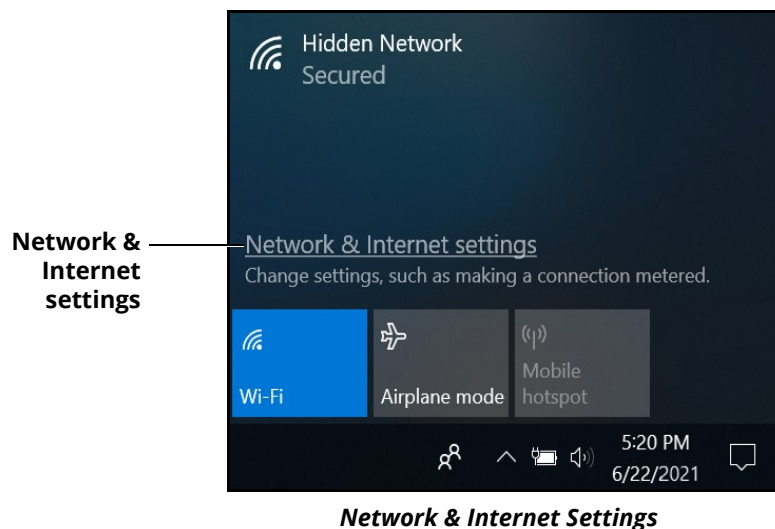 Hidden Network
Secured
Network &
Internet
settings
Network & Internet settings
Change settings, such as making a connection metered.
Wi-Fi
Airplane mode
Mobile
hotspot
5:20 PM
6/22/2021
Network & Internet Settings